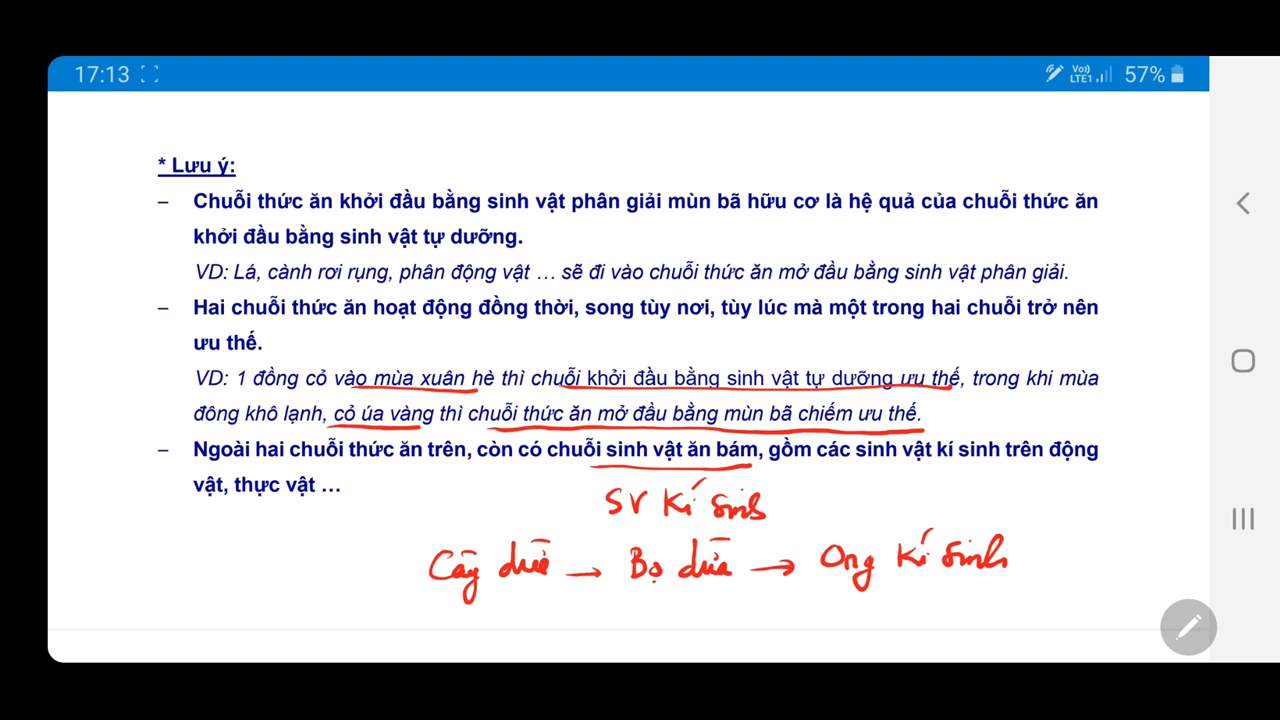 17:13
Vo)) LTE1 57%
* Lưu ý:
– Chuỗi thức ăn khởi đầu bằng sinh vật phân giải mùn bã hữu cơ là hệ quả của chuỗi thức ăn
khởi đầu bằng sinh vật tự dưỡng.
VD: Lá, cành rơi rụng, phân động vật … sẽ đi vào chuỗi thức ăn mở đầu bằng sinh vật phân giải.
– Hai chuỗi thức ăn hoạt động đồng thời, song tùy nơi, tùy lúc mà một trong hai chuỗi trở nên
ưu thế.
VD: 1 đồng cỏ vào mùa xuân hè thì chuỗi khởi đầu bằng sinh vật tự dưỡng ưu thế, trong khi mùa
đông khô lạnh, cỏ úa vàng thì chuỗi thức ăn mở đầu bằng mùn bã chiếm ưu thế.
– Ngoài hai chuỗi thức ăn trên, còn có chuỗi sinh vật ăn bám, gồm các sinh vật kí sinh trên động
vật, thực vật …
SV Kí sinh
Cây dừa → Bọ dừa → Ong Kí sinh